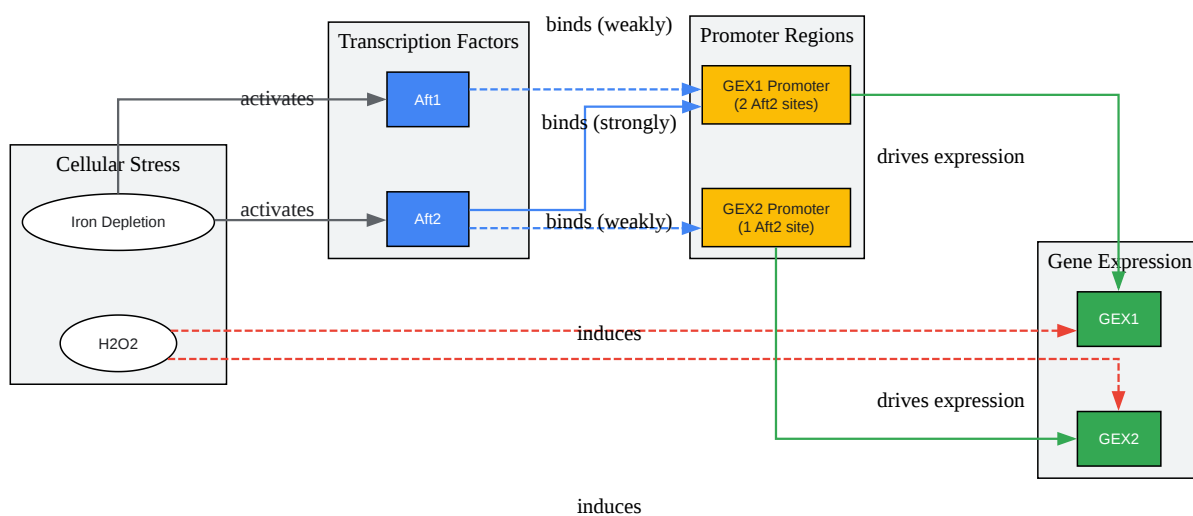 binds (weakly)
Transcription Factors
Promoter Regions
Aft1
GEX1 Promoter
(2 Aft2 sites)
activates
binds (strongly)
Cellular Stress
drives expression
Iron Depletion
activates
Aft2
binds (weakly)
GEX2 Promoter
(1 Aft2 site)
Gene Expression
GEX1
H2O2
induces
drives expression
GEX2
induces